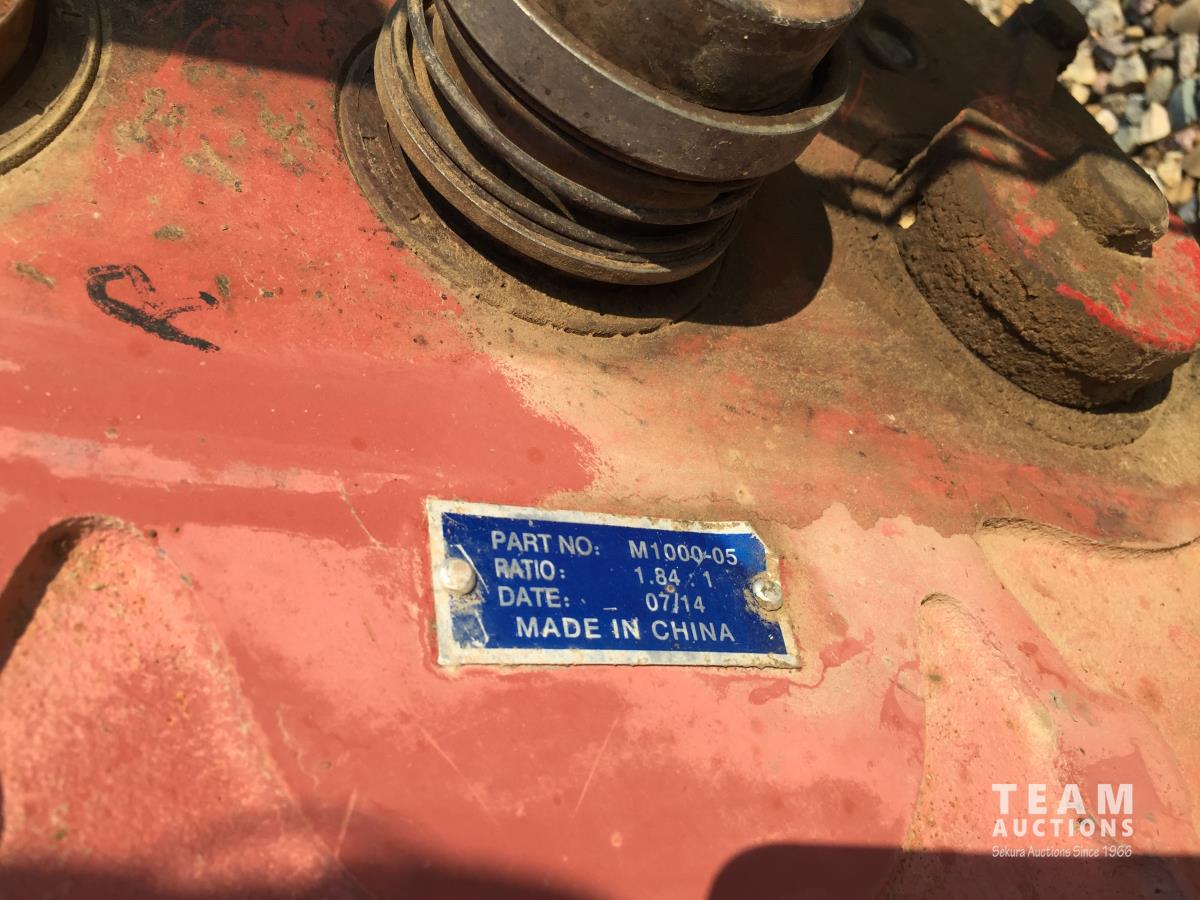 PART NO: M1000-05
RATIO: 1.84 : 1
DATE: 07/14
MADE IN CHINA
TEAM
AUCTIONS
Sekura Auctions Since 1966